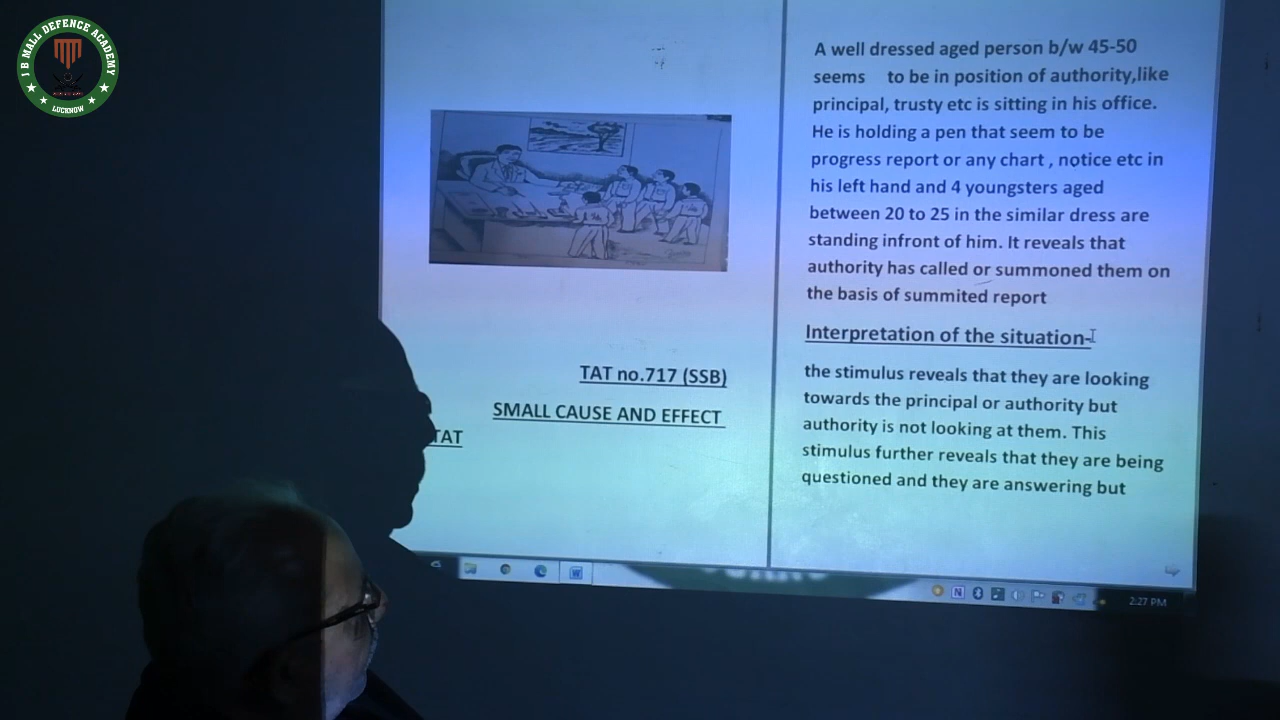 J B MALL DEFENCE ACADEMY
LUCKNOW
TAT no.717 (SSB)
SMALL CAUSE AND EFFECT
TAT
A well dressed aged person b/w 45-50
seems to be in position of authority,like
principal, trusty etc is sitting in his office.
He is holding a pen that seem to be
progress report or any chart , notice etc in
his left hand and 4 youngsters aged
between 20 to 25 in the similar dress are
standing infront of him. It reveals that
authority has called or summoned them on
the basis of summited report
Interpretation of the situation-
the stimulus reveals that they are looking
towards the principal or authority but
authority is not looking at them. This
stimulus further reveals that they are being
questioned and they are answering but
2:27 PM